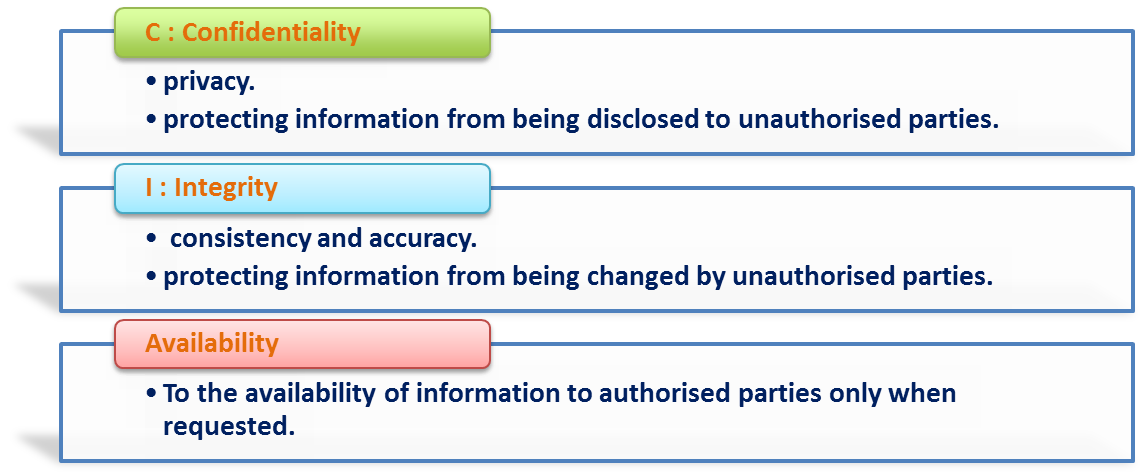 C : Confidentiality
• privacy.
• protecting information from being disclosed to unauthorised parties.
I : Integrity
• consistency and accuracy.
• protecting information from being changed by unauthorised parties.
Availability
• To the availability of information to authorised parties only when
requested.